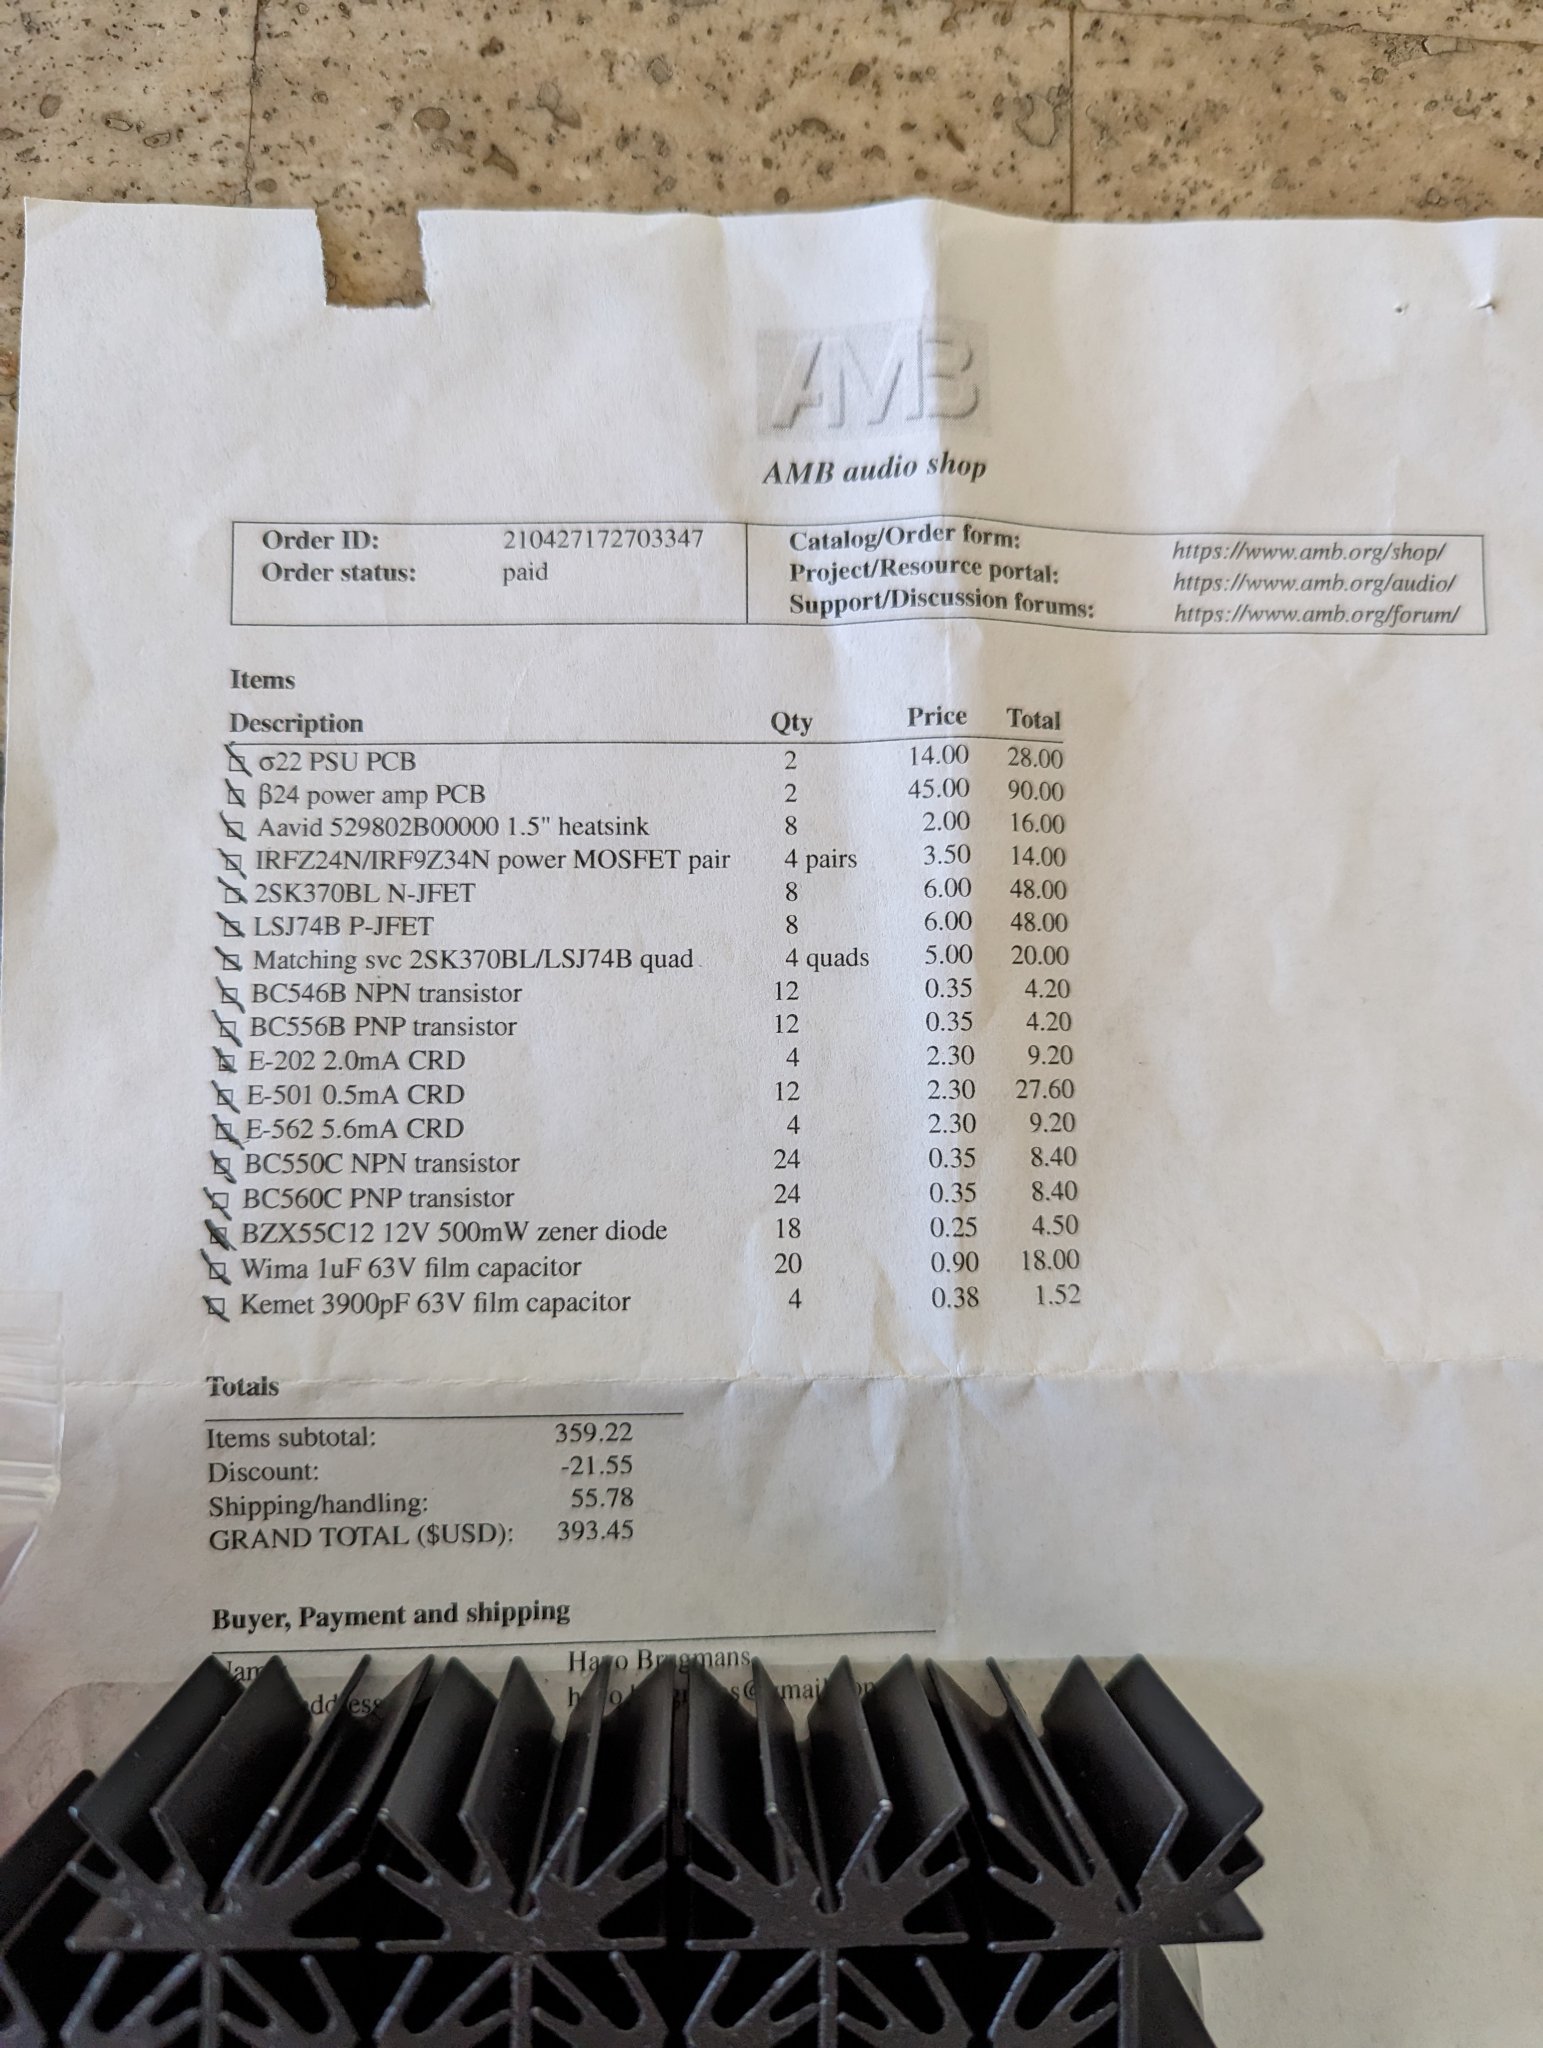 AMB
AMB audio shop
Order ID: 210427172703347 Catalog/Order form: https://www.amb.org/shop/
Order status: paid Project/Resource portal: https://www.amb.org/audio/
Support/Discussion forums: https://www.amb.org/forum/
Items
Description Qty Price Total
σ22 PSU PCB 2 14.00 28.00
β24 power amp PCB 2 45.00 90.00
Aavid 529802B00000 1.5" heatsink 8 2.00 16.00
IRFZ24N/IRF9Z34N power MOSFET pair 4 pairs 3.50 14.00
2SK370BL N-JFET 8 6.00 48.00
LSJ74B P-JFET 8 6.00 48.00
Matching svc 2SK370BL/LSJ74B quad 4 quads 5.00 20.00
BC546B NPN transistor 12 0.35 4.20
BC556B PNP transistor 12 0.35 4.20
E-202 2.0mA CRD 4 2.30 9.20
E-501 0.5mA CRD 12 2.30 27.60
E-562 5.6mA CRD 4 2.30 9.20
BC550C NPN transistor 24 0.35 8.40
BC560C PNP transistor 24 0.35 8.40
BZX55C12 12V 500mW zener diode 18 0.25 4.50
Wima 1uF 63V film capacitor 20 0.90 18.00
Kemet 3900pF 63V film capacitor 4 0.38 1.52
Totals
Items subtotal: 359.22
Discount: -21.55
Shipping/handling: 55.78
GRAND TOTAL ($USD): 393.45
Buyer, Payment and shipping